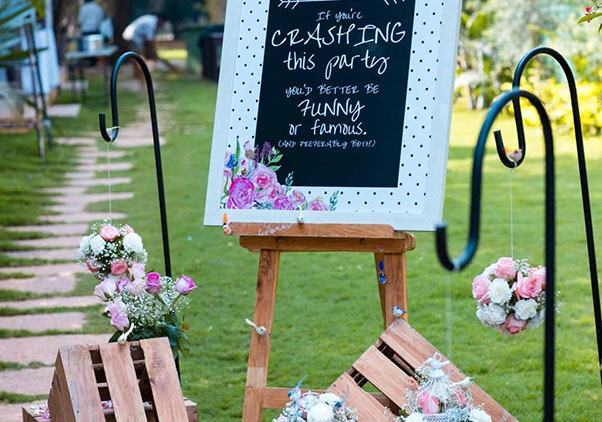 If you're
CRASHING
this party
YOU'D BETTER BE
FUNNY
or famous.
(AND PREFERABLY BOTH)